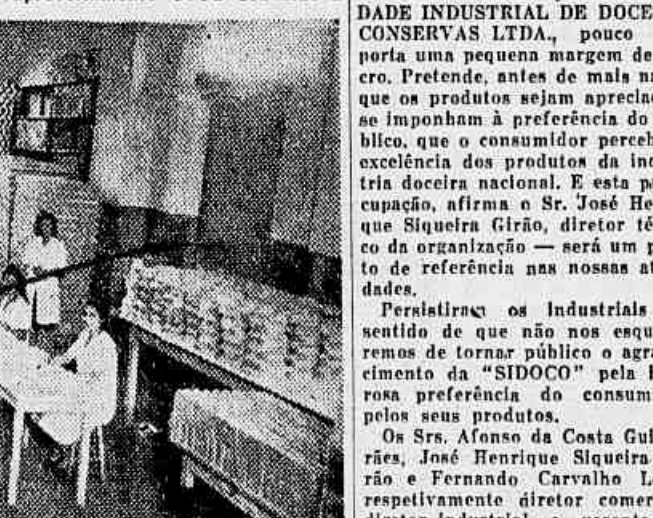 DADE INDUSTRIAL DE DOCE
CONSERVAS LTDA., pouco
porta uma pequena margem de
cro. Pretende, antes de mais na
que os produtos sejam apreciad
se imponham à preferência do
blico, que o consumidor perceb
excelência dos produtos da ind
tria doceira nacional. E esta p
cupação, afirma o Sr. José He
que Siqueira Girão, diretor té
co da organização — será um p
to de referência nas nossas at
dades.
Persistiram os Industriais
sentido de que não nos esqu
remos de tornar público o agra
cimento da "SIDOCO" pela
rosa preferência do consum
pelos seus produtos.
Os Srs. Afonso da Costa Gui
rães, José Henrique Siqueira
rão e Fernando Carvalho L
respetivamente diretor comer